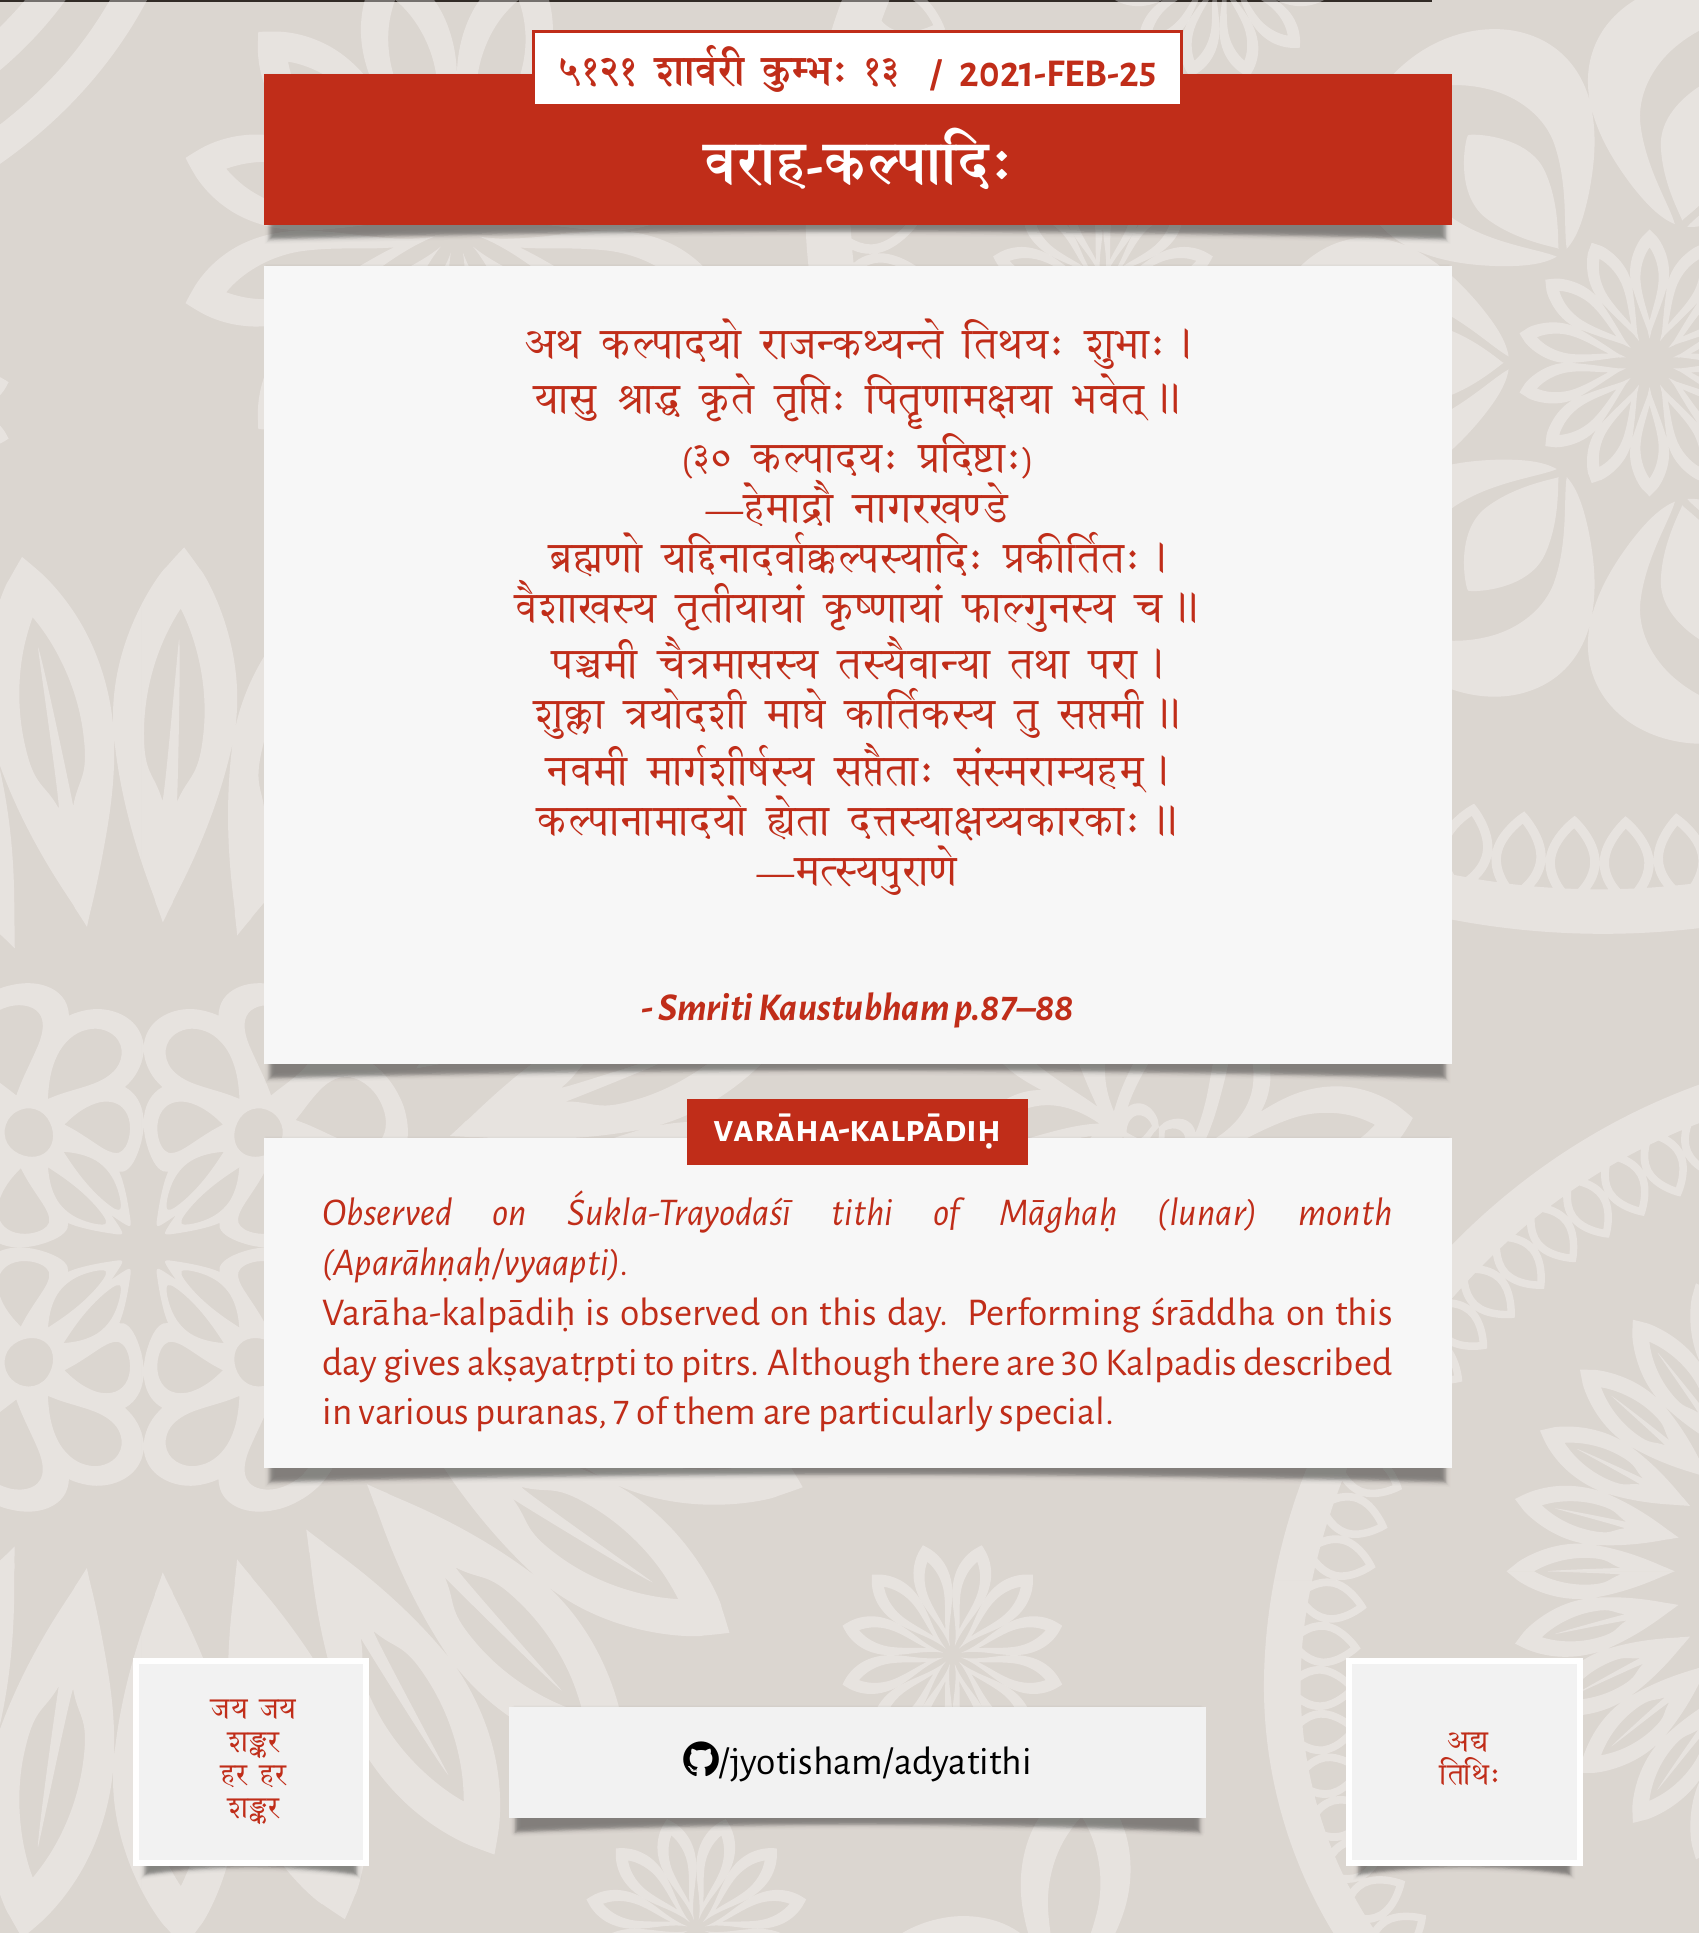 ५१२१ शार्वरी कुम्भः १३ / 2021-FEB-25
वराह-कल्पादिः
अथ कल्पादयो राजन्कथ्यन्ते तिथयः शुभाः ।
यासु श्राद्ध कृते तृप्तिः पितॄणामक्षया भवेत् ॥
(३० कल्पादयः प्रदिष्टाः)
—हेमाद्रौ नागरखण्डे
ब्रह्मणो यद्दिनादर्वाक्कल्पस्यादिः प्रकीर्तितः ।
वैशाखस्य तृतीयायां कृष्णायां फाल्गुनस्य च ॥
पञ्चमी चैत्रमासस्य तस्यैवान्या तथा परा ।
शुक्ला त्रयोदशी माघे कार्तिकस्य तु सप्तमी ॥
नवमी मार्गशीर्षस्य सप्तैताः संस्मराम्यहम् ।
कल्पानामादयो ह्येता दत्तस्याक्षय्यकारकाः ॥
—मत्स्यपुराणे
- Smriti Kaustubham p.87–88
VARĀHA-KALPĀDIḤ
Observed on Śukla-Trayodaśī tithi of Māghaḥ (lunar) month
(Aparāhṇaḥ/vyaapti).
Varāha-kalpādiḥ is observed on this day. Performing śrāddha on this
day gives akṣayatṛpti to pitrs. Although there are 30 Kalpadis described
in various puranas, 7 of them are particularly special.
जय जय
शङ्कर
हर हर
शङ्कर
/jyotisham/adyatithi
अद्य
तिथिः